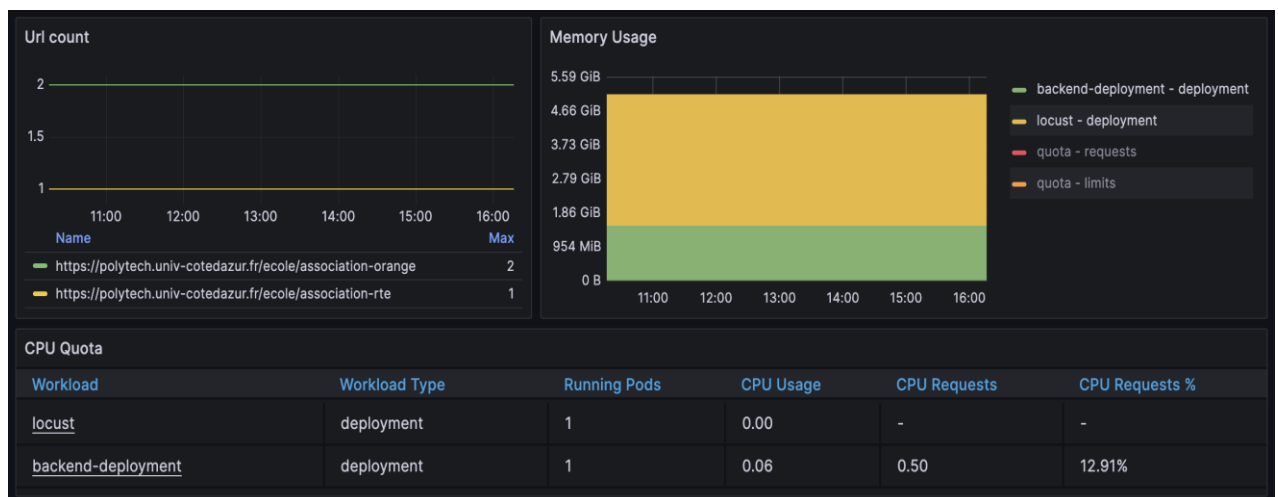 Url count
2
1.5
1
11:00 12:00 13:00 14:00 15:00 16:00
Name Max
https://polytech.univ-cotedazur.fr/ecole/association-orange 2
https://polytech.univ-cotedazur.fr/ecole/association-rte 1
Memory Usage
5.59 GiB
4.66 GiB
3.73 GiB
2.79 GiB
1.86 GiB
954 MiB
0 B
11:00 12:00 13:00 14:00 15:00 16:00
backend-deployment - deployment
locust - deployment
quota - requests
quota - limits
CPU Quota
Workload Workload Type Running Pods CPU Usage CPU Requests CPU Requests %
locust deployment 1 0.00 - -
backend-deployment deployment 1 0.06 0.50 12.91%